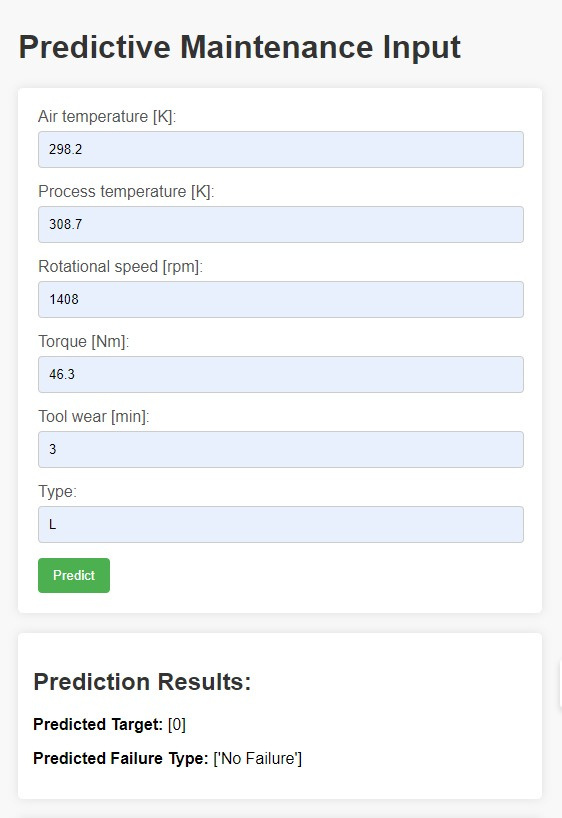 Predictive Maintenance Input
Air temperature [K]:
298.2
Process temperature [K]:
308.7
Rotational speed [rpm]:
1408
Torque [Nm]:
46.3
Tool wear [min]:
3
Type:
L
Predict
Prediction Results:
Predicted Target: [0]
Predicted Failure Type: ['No Failure']